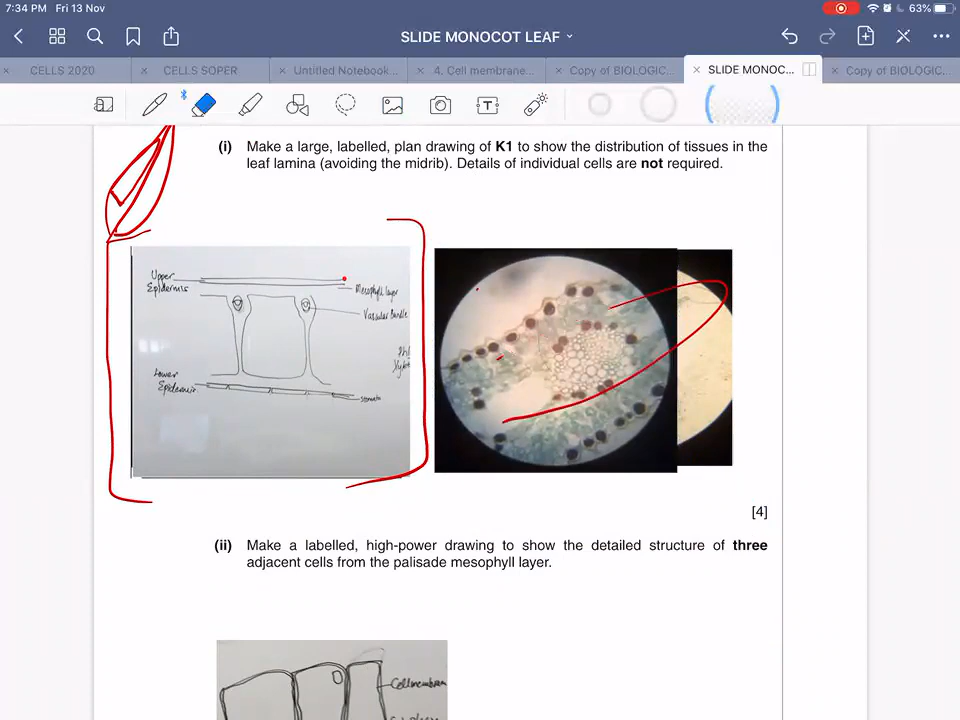 7:34 PM Fri 13 Nov
63%
SLIDE MONOCOT LEAF
CELLS 2020
CELLS SOPER
Untitled Notebook...
4. Cell membrane...
Copy of BIOLOGIC...
SLIDE MONOC...
Copy of BIOLOGIC...
(i) Make a large, labelled, plan drawing of K1 to show the distribution of tissues in the
leaf lamina (avoiding the midrib). Details of individual cells are not required.
Upper
Epidermis
Mesophyll layer
Vascular bundle
Lower
Epidermis
stomata
[4]
(ii) Make a labelled, high-power drawing to show the detailed structure of three
adjacent cells from the palisade mesophyll layer.
Cell membran